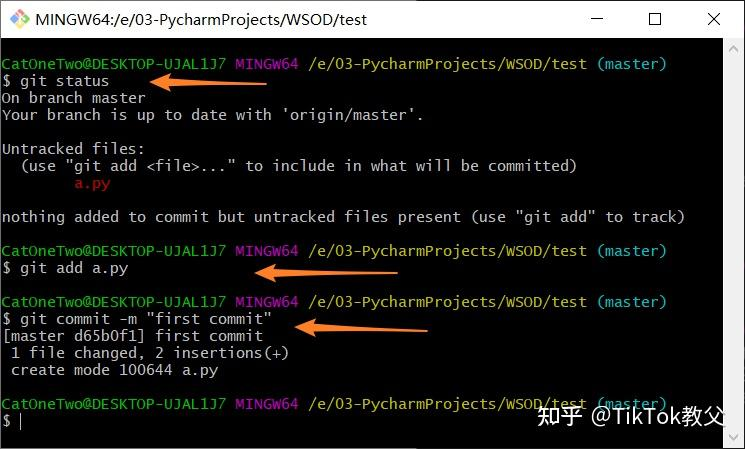 MINGW64:/e/03-PycharmProjects/WSOD/test
CatOneTwo@DESKTOP-UJAL1J7 MINGW64 /e/03-PycharmProjects/WSOD/test (master)
$ git status
On branch master
Your branch is up to date with 'origin/master'.
Untracked files:
  (use "git add <file>..." to include in what will be committed)
        a.py
nothing added to commit but untracked files present (use "git add" to track)
CatOneTwo@DESKTOP-UJAL1J7 MINGW64 /e/03-PycharmProjects/WSOD/test (master)
$ git add a.py
CatOneTwo@DESKTOP-UJAL1J7 MINGW64 /e/03-PycharmProjects/WSOD/test (master)
$ git commit -m "first commit"
[master d65b0f1] first commit
 1 file changed, 2 insertions(+)
 create mode 100644 a.py
CatOneTwo@DESKTOP-UJAL1J7 MINGW64 /e/03-PycharmProjects/WSOD/test (master)
$
知乎 @TikTok教父